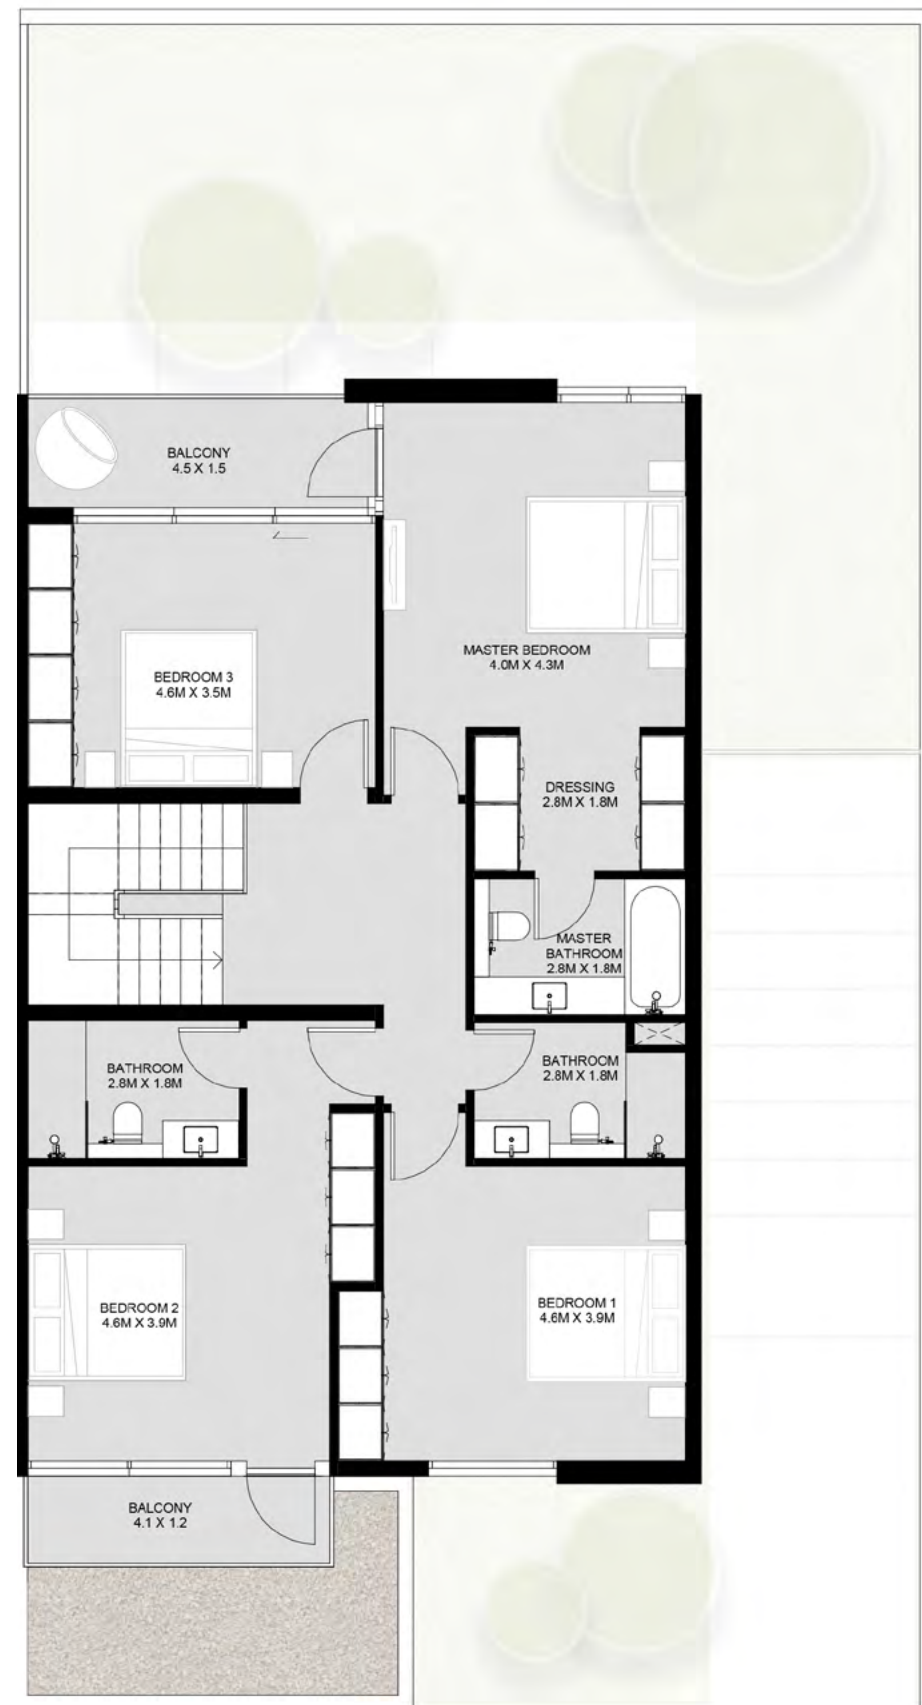 BALCONY
4.5 X 1.5
MASTER BEDROOM
4.0M X 4.3M
BEDROOM 3
4.6M X 3.5M
DRESSING
2.8M X 1.8M
MASTER
BATHROOM
2.8M X 1.8M
BATHROOM
2.8M X 1.8M
BATHROOM
2.8M X 1.8M
BEDROOM 2
4.6M X 3.9M
BEDROOM 1
4.6M X 3.9M
BALCONY
4.1 X 1.2